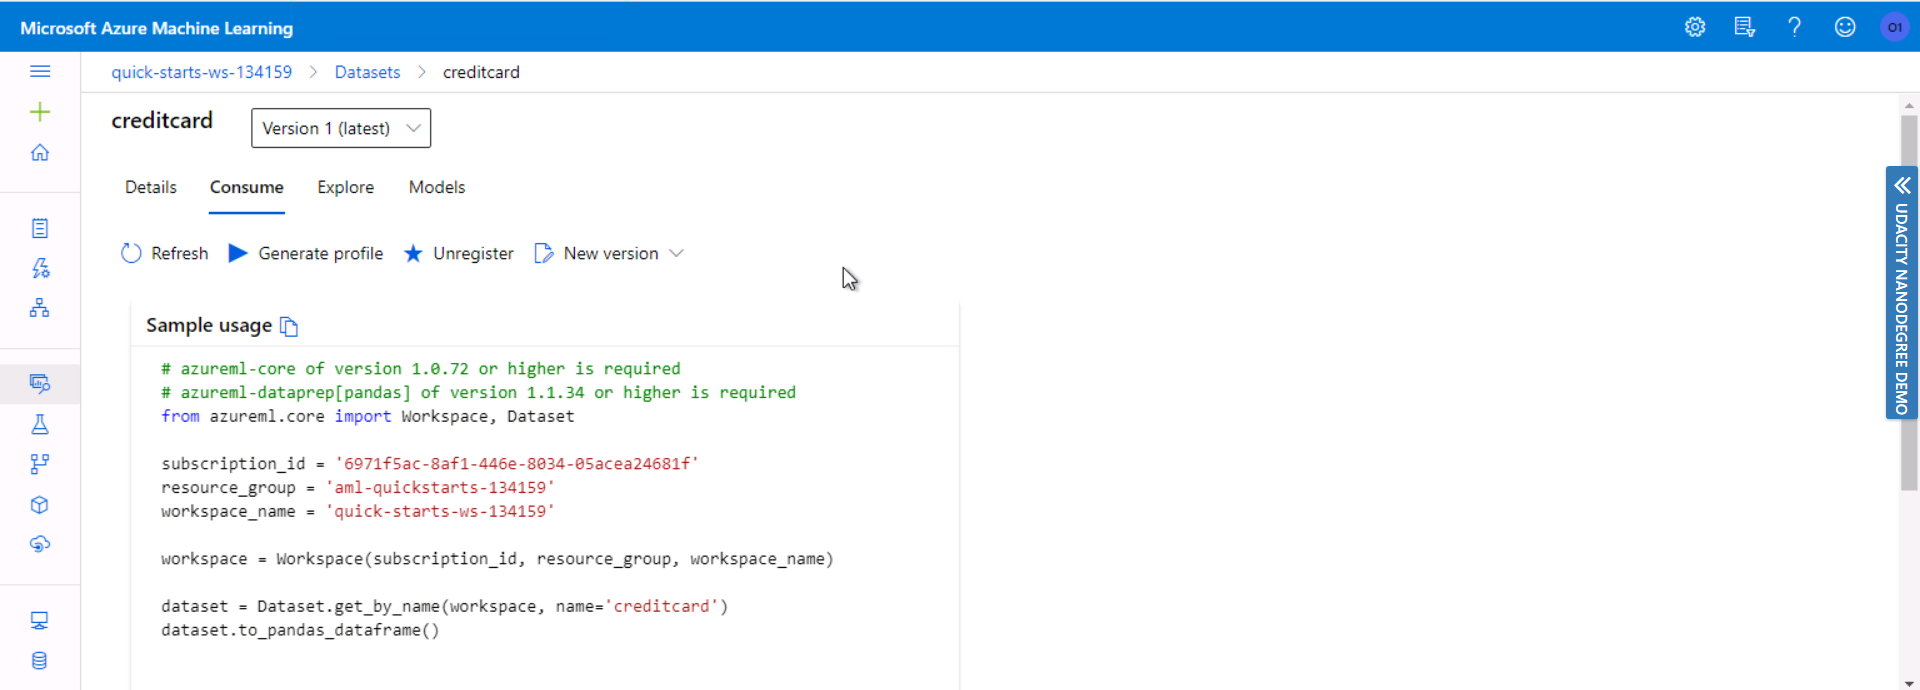 Microsoft Azure Machine Learning
O1
quick-starts-ws-134159 > Datasets > creditcard
creditcard
Version 1 (latest)
Details Consume Explore Models
Refresh Generate profile Unregister New version
Sample usage
# azureml-core of version 1.0.72 or higher is required
# azureml-dataprep[pandas] of version 1.1.34 or higher is required
from azureml.core import Workspace, Dataset
subscription_id = '6971f5ac-8af1-446e-8034-05acea24681f'
resource_group = 'aml-quickstarts-134159'
workspace_name = 'quick-starts-ws-134159'
workspace = Workspace(subscription_id, resource_group, workspace_name)
dataset = Dataset.get_by_name(workspace, name='creditcard')
dataset.to_pandas_dataframe()
UDACITY NANODEGREE DEMO